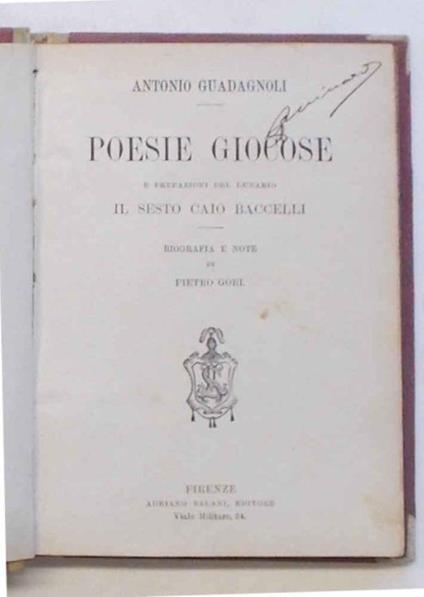 ANTONIO GUADAGNOLI
POESIE GIOCOSE
E PREFAZIONI DEL LUNARIO
IL SESTO CAIO BACCELLI
BIOGRAFIA E NOTE
DI
PIETRO GORI.
FIRENZE
ADRIANO SALANI, EDITORE
Viale Militare, 24.